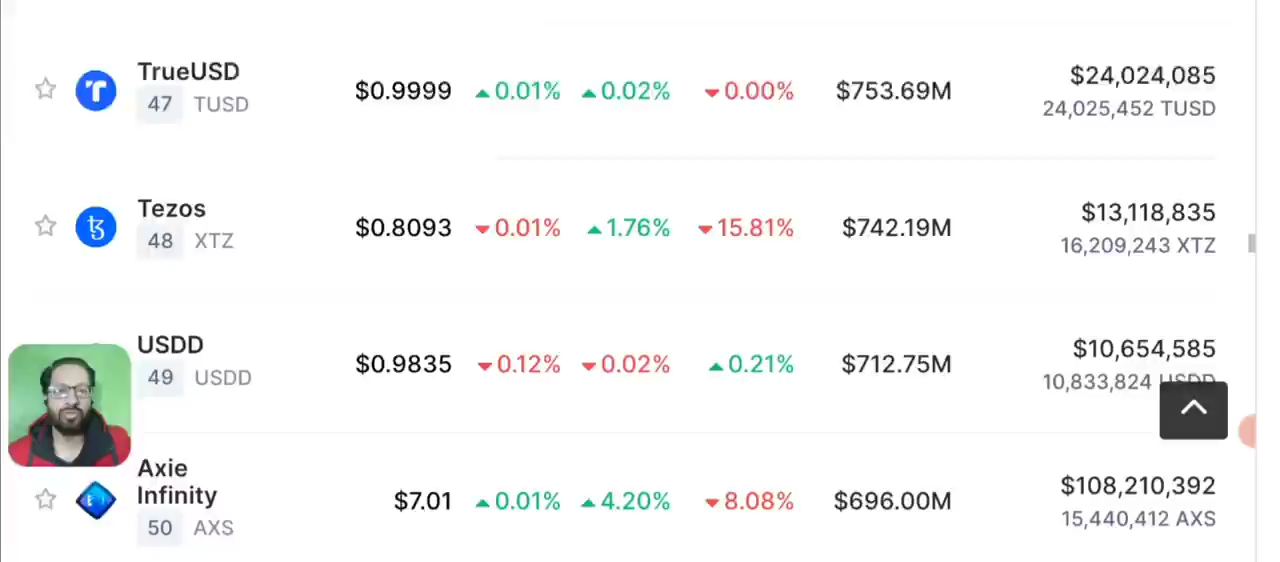 TrueUSD
47 TUSD
$0.9999 0.01% 0.02% 0.00% $753.69M
$24,024,085
24,025,452 TUSD
Tezos
48 XTZ
$0.8093 0.01% 1.76% 15.81% $742.19M
$13,118,835
16,209,243 XTZ
USDD
49 USDD
$0.9835 0.12% 0.02% 0.21% $712.75M
$10,654,585
10,833,824 USDD
Axie
Infinity
50 AXS
$7.01 0.01% 4.20% 8.08% $696.00M
$108,210,392
15,440,412 AXS